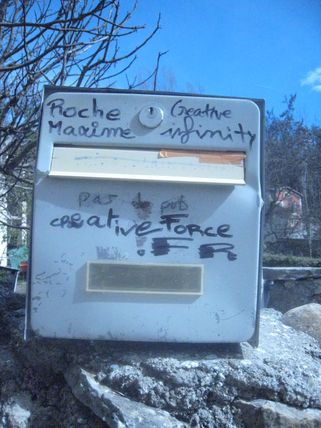 Roche Creative
Maxime infinity
pas de pub
creative Force
!FR